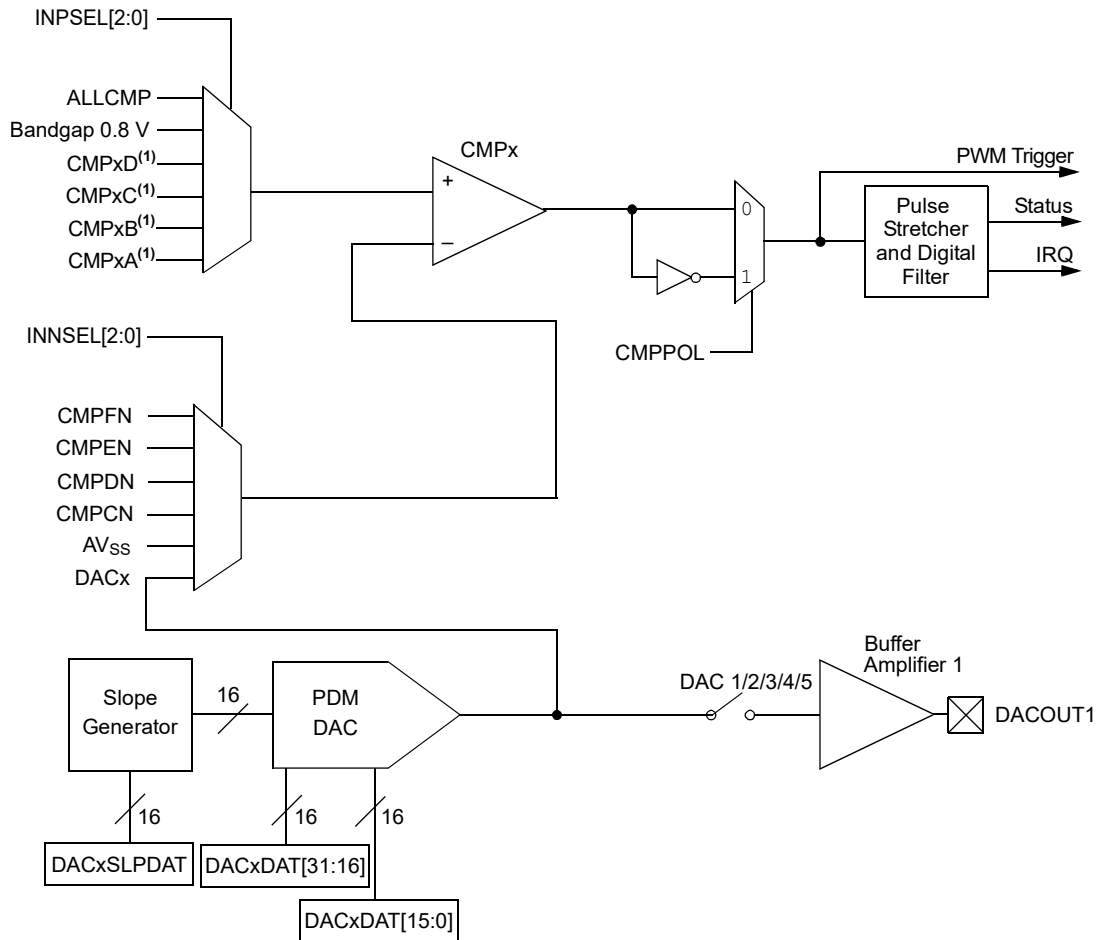 INPSEL[2:0]
ALLCMP
Bandgap 0.8 V
CMPxD(1)
CMPxC(1)
CMPxB(1)
CMPxA(1)
CMPx
+
–
0
1
CMPPOL
PWM Trigger
Pulse
Stretcher
and Digital
Filter
Status
IRQ
INNSEL[2:0]
CMPFN
CMPEN
CMPDN
CMPCN
AVSS
DACx
Slope
Generator
16
PDM
DAC
DAC 1/2/3/4/5
Buffer
Amplifier 1
DACOUT1
16
16
16
DACxSLPDAT
DACxDAT[31:16]
DACxDAT[15:0]